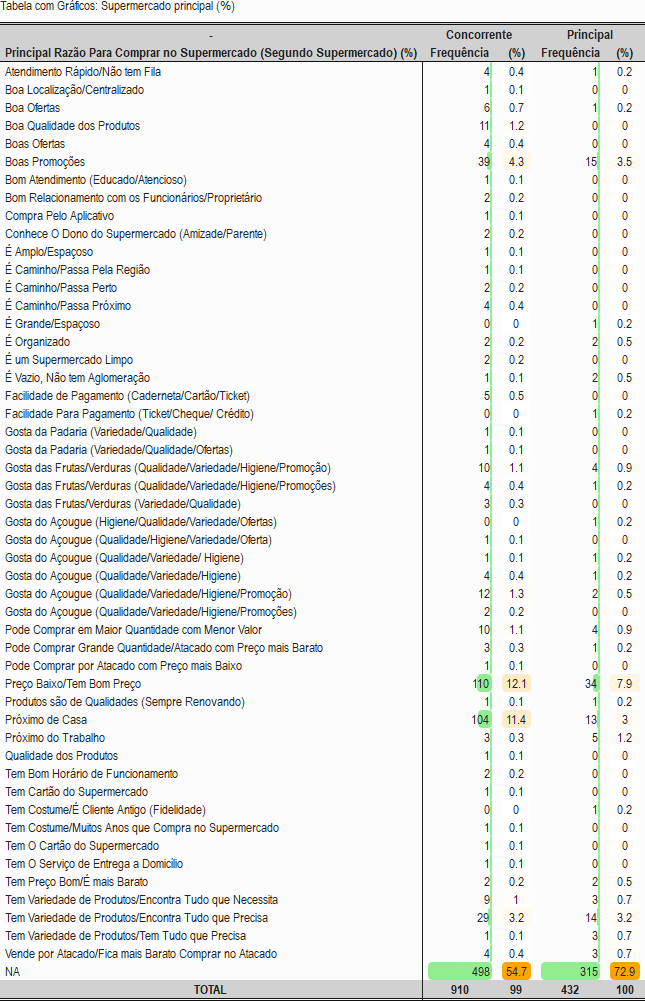 Tabela com Gráficos: Supermercado principal (%)
- Concorrente Principal
Principal Razão Para Comprar no Supermercado (Segundo Supermercado) (%) Frequência (%) Frequência (%)
Atendimento Rápido/Não tem Fila 4 0.4 1 0.2
Boa Localização/Centralizado 1 0.1 0 0
Boa Ofertas 6 0.7 1 0.2
Boa Qualidade dos Produtos 11 1.2 0 0
Boas Ofertas 4 0.4 0 0
Boas Promoções 39 4.3 15 3.5
Bom Atendimento (Educado/Atencioso) 1 0.1 0 0
Bom Relacionamento com os Funcionários/Proprietário 2 0.2 0 0
Compra Pelo Aplicativo 1 0.1 0 0
Conhece O Dono do Supermercado (Amizade/Parente) 2 0.2 0 0
É Amplo/Espaçoso 1 0.1 0 0
É Caminho/Passa Pela Região 1 0.1 0 0
É Caminho/Passa Perto 2 0.2 0 0
É Caminho/Passa Próximo 4 0.4 0 0
É Grande/Espaçoso 0 0 1 0.2
É Organizado 2 0.2 2 0.5
É um Supermercado Limpo 2 0.2 0 0
É Vazio, Não tem Aglomeração 1 0.1 2 0.5
Facilidade de Pagamento (Caderneta/Cartão/Ticket) 5 0.5 0 0
Facilidade Para Pagamento (Ticket/Cheque/ Crédito) 0 0 1 0.2
Gosta da Padaria (Variedade/Qualidade) 1 0.1 0 0
Gosta da Padaria (Variedade/Qualidade/Ofertas) 1 0.1 0 0
Gosta das Frutas/Verduras (Qualidade/Variedade/Higiene/Promoção) 10 1.1 4 0.9
Gosta das Frutas/Verduras (Qualidade/Variedade/Higiene/Promoções) 4 0.4 1 0.2
Gosta das Frutas/Verduras (Variedade/Qualidade) 3 0.3 0 0
Gosta do Açougue (Higiene/Qualidade/Variedade/Ofertas) 0 0 1 0.2
Gosta do Açougue (Qualidade/Higiene/Variedade/Oferta) 1 0.1 0 0
Gosta do Açougue (Qualidade/Variedade/ Higiene) 1 0.1 1 0.2
Gosta do Açougue (Qualidade/Variedade/Higiene) 4 0.4 1 0.2
Gosta do Açougue (Qualidade/Variedade/Higiene/Promoção) 12 1.3 2 0.5
Gosta do Açougue (Qualidade/Variedade/Higiene/Promoções) 2 0.2 0 0
Pode Comprar em Maior Quantidade com Menor Valor 10 1.1 4 0.9
Pode Comprar Grande Quantidade/Atacado com Preço mais Barato 3 0.3 1 0.2
Pode Comprar por Atacado com Preço mais Baixo 1 0.1 0 0
Preço Baixo/Tem Bom Preço 110 12.1 34 7.9
Produtos são de Qualidades (Sempre Renovando) 1 0.1 1 0.2
Próximo de Casa 104 11.4 13 3
Próximo do Trabalho 3 0.3 5 1.2
Qualidade dos Produtos 1 0.1 0 0
Tem Bom Horário de Funcionamento 2 0.2 0 0
Tem Cartão do Supermercado 1 0.1 0 0
Tem Costume/É Cliente Antigo (Fidelidade) 0 0 1 0.2
Tem Costume/Muitos Anos que Compra no Supermercado 1 0.1 0 0
Tem O Cartão do Supermercado 1 0.1 0 0
Tem O Serviço de Entrega a Domicílio 1 0.1 0 0
Tem Preço Bom/É mais Barato 2 0.2 2 0.5
Tem Variedade de Produtos/Encontra Tudo que Necessita 9 1 3 0.7
Tem Variedade de Produtos/Encontra Tudo que Precisa 29 3.2 14 3.2
Tem Variedade de Produtos/Tem Tudo que Precisa 1 0.1 3 0.7
Vende por Atacado/Fica mais Barato Comprar no Atacado 4 0.4 3 0.7
NA 498 54.7 315 72.9
TOTAL 910 99 432 100